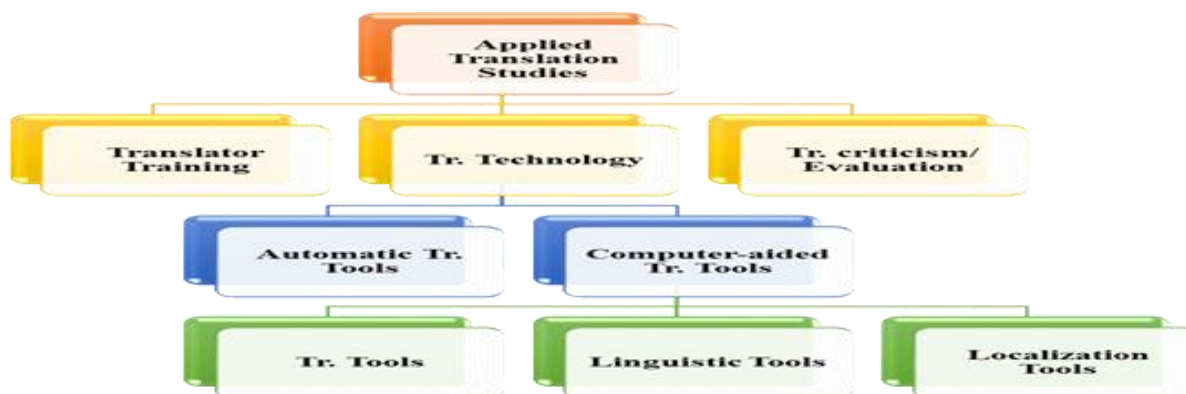 Applied
Translation
Studies
Translator
Training
Tr. Technology
Tr. criticism/
Evaluation
Automatic Tr.
Tools
Computer-aided
Tr. Tools
Tr. Tools
Linguistic Tools
Localization
Tools